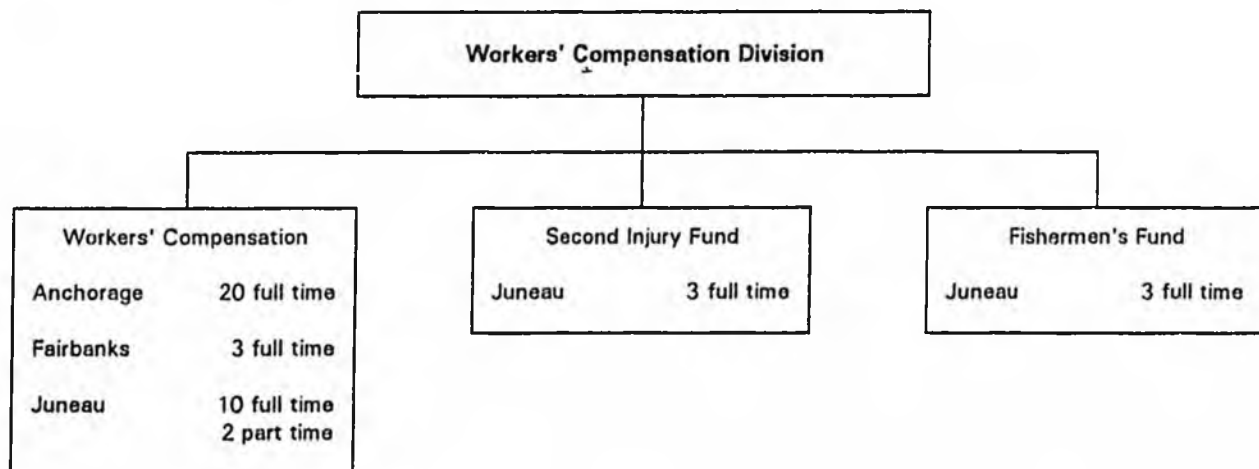 Workers' Compensation Division
Workers' Compensation
Anchorage 20 full time
Fairbanks 3 full time
Juneau 10 full time
2 part time
Second Injury Fund
Juneau 3 full time
Fishermen's Fund
Juneau 3 full time